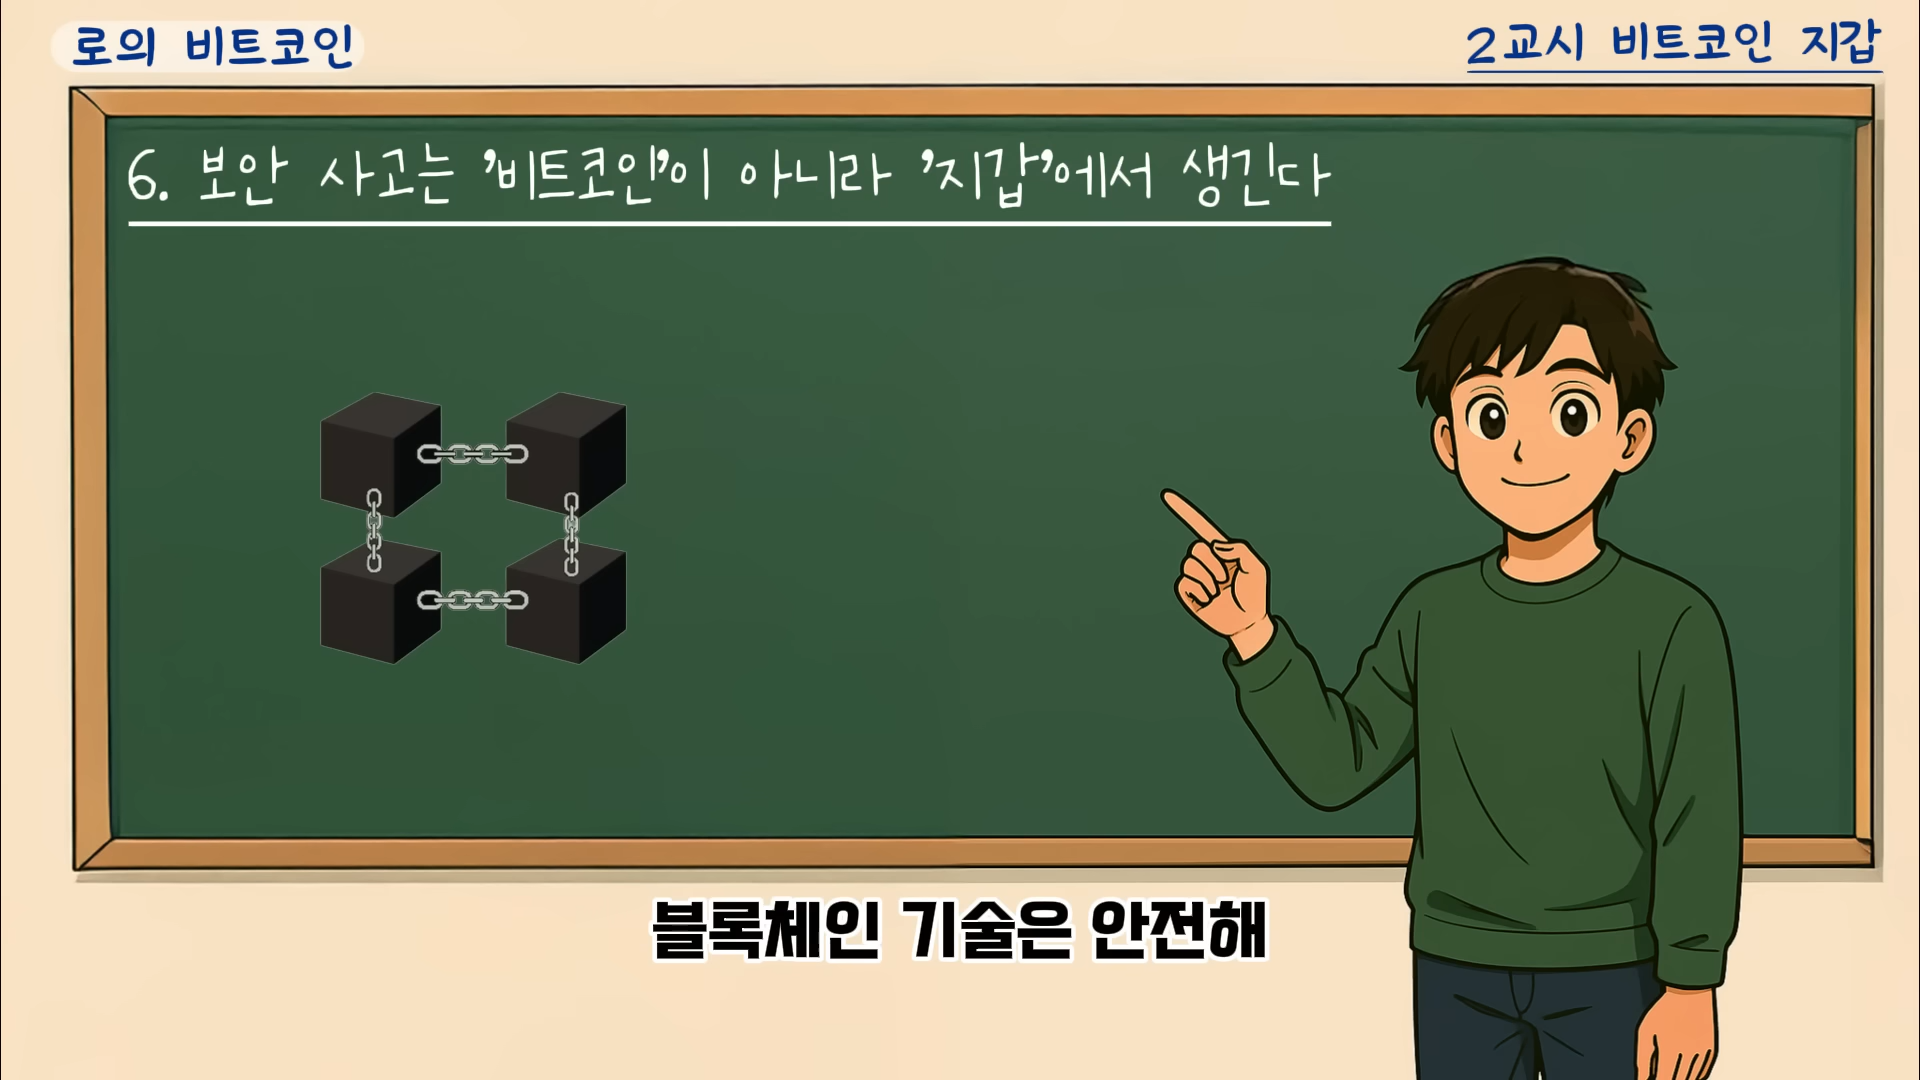 로의 비트코인
2교시 비트코인 지갑
6. 보안 사고는 '비트코인'이 아니라 '지갑'에서 생긴다
블록체인 기술은 안전해